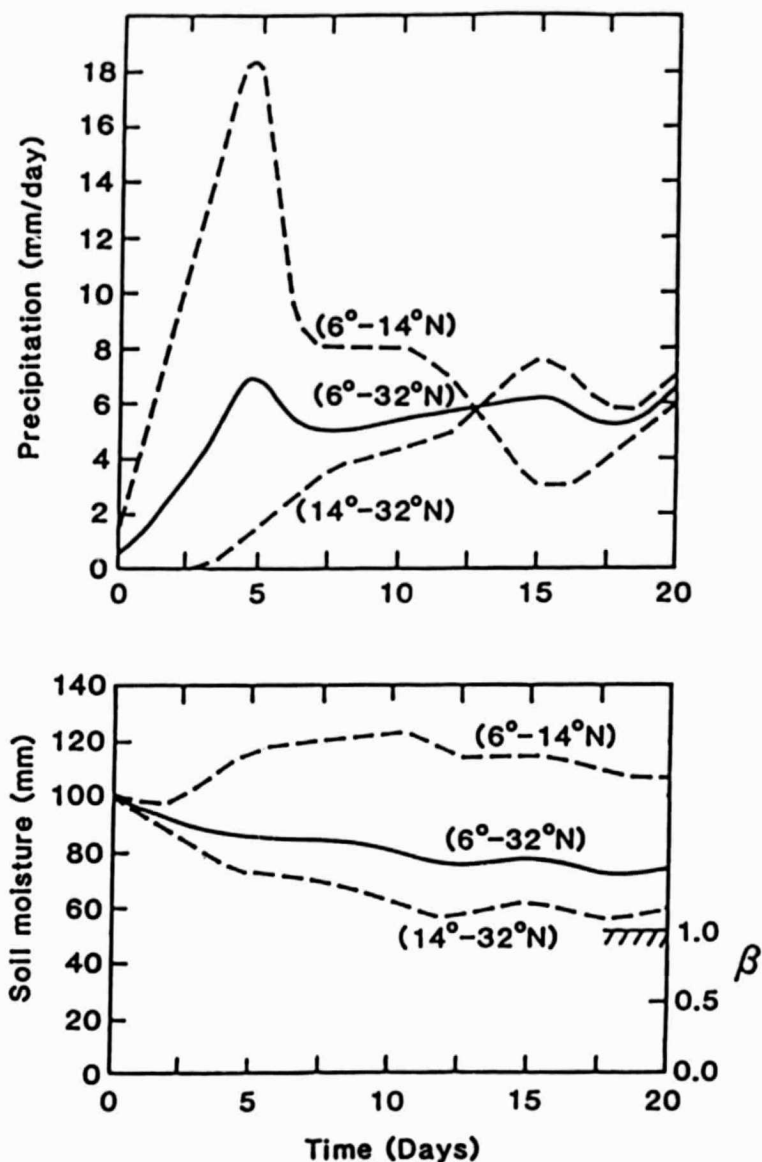 Precipitation (mm/day)
18
16
14
12
10
8
6
4
2
0
(6°–14°N)
(6°–32°N)
(14°–32°N)
0 5 10 15 20
Soil moisture (mm)
140
120
100
80
60
40
20
0
(6°–14°N)
(6°–32°N)
(14°–32°N)
1.0
0.5
0.0
β
0 5 10 15 20
Time (Days)